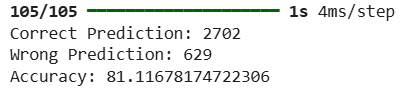 105/105 ━━━━━━━━━━━━━━━━━━━━ 1s 4ms/step
Correct Prediction: 2702
Wrong Prediction: 629
Accuracy: 81.11678174722306